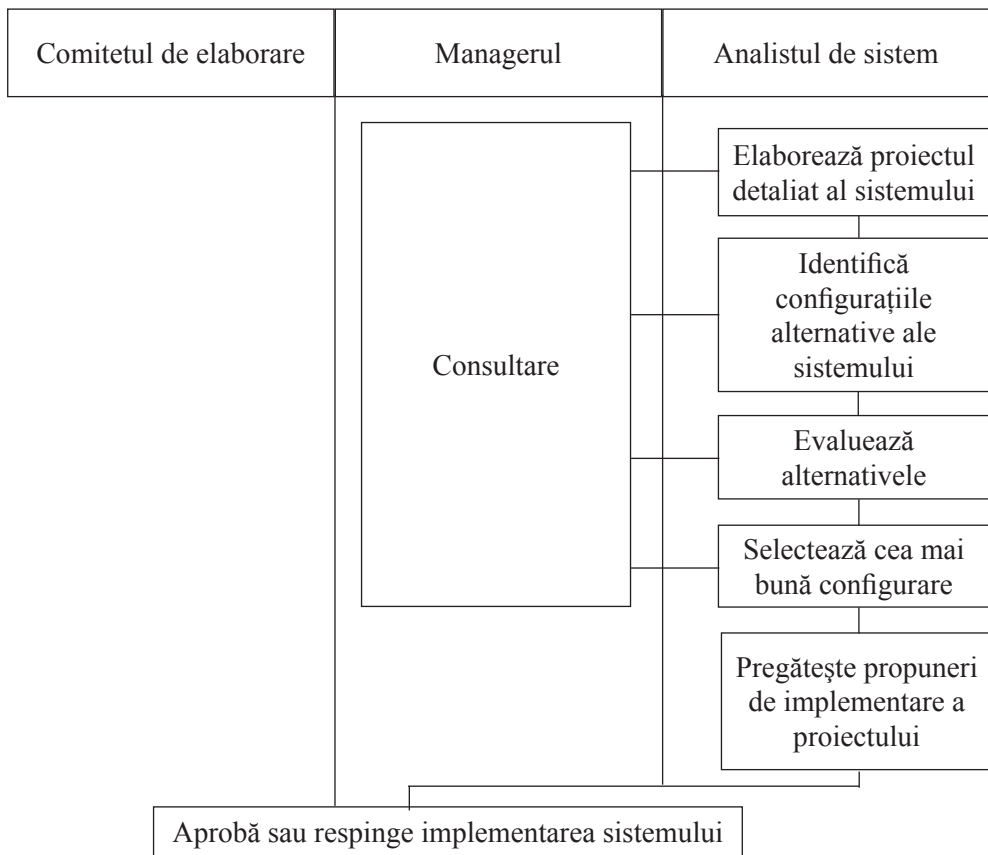 Comitetul de elaborare
Managerul
Analistul de sistem
Elaborează proiectul
detaliat al sistemului
Identifică
configurațiile
alternative ale
sistemului
Consultare
Evaluează
alternativele
Selectează cea mai
bună configurare
Pregăteşte propuneri
de implementare a
proiectului
Aprobă sau respinge implementarea sistemului